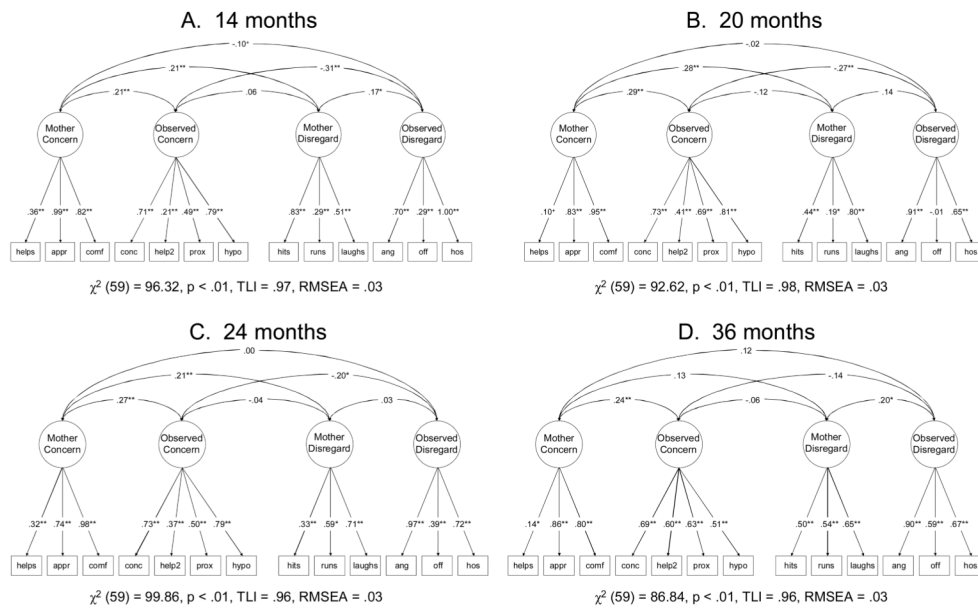 A. 14 months
-.10*
.21** -.31**
.21** .06 .17*
Mother Concern Observed Concern Mother Disregard Observed Disregard
.36** .99** .82** .71** .21** .49** .79** .83** .29** .51** .70** .29** 1.00**
helps appr comf conc help2 prox hypo hits runs laughs ang off hos
χ² (59) = 96.32, p < .01, TLI = .97, RMSEA = .03
B. 20 months
-.02
.28** -.27**
.29** -.12 .14
Mother Concern Observed Concern Mother Disregard Observed Disregard
.10* .83** .95** .73** .41** .69** .81** .44** .19* .80** .91** -.01 .65**
helps appr comf conc help2 prox hypo hits runs laughs ang off hos
χ² (59) = 92.62, p < .01, TLI = .98, RMSEA = .03
C. 24 months
.00
.21** -.20*
.27** -.04 .03
Mother Concern Observed Concern Mother Disregard Observed Disregard
.32** .74** .98** .73** .37** .50** .79** .33** .59* .71** .97** .39** .72**
helps appr comf conc help2 prox hypo hits runs laughs ang off hos
χ² (59) = 99.86, p < .01, TLI = .96, RMSEA = .03
D. 36 months
.12
.13 -.14
.24** -.06 .20*
Mother Concern Observed Concern Mother Disregard Observed Disregard
.14* .86** .80** .69** .60** .63** .51** .50** .54** .65** .90** .59** .67**
helps appr comf conc help2 prox hypo hits runs laughs ang off hos
χ² (59) = 86.84, p < .01, TLI = .96, RMSEA = .03